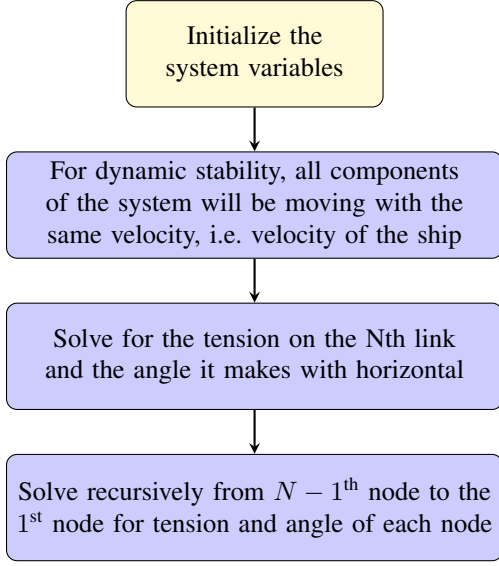 Initialize the
system variables
For dynamic stability, all components
of the system will be moving with the
same velocity, i.e. velocity of the ship
Solve for the tension on the Nth link
and the angle it makes with horizontal
Solve recursively from N − 1th node to the
1st node for tension and angle of each node